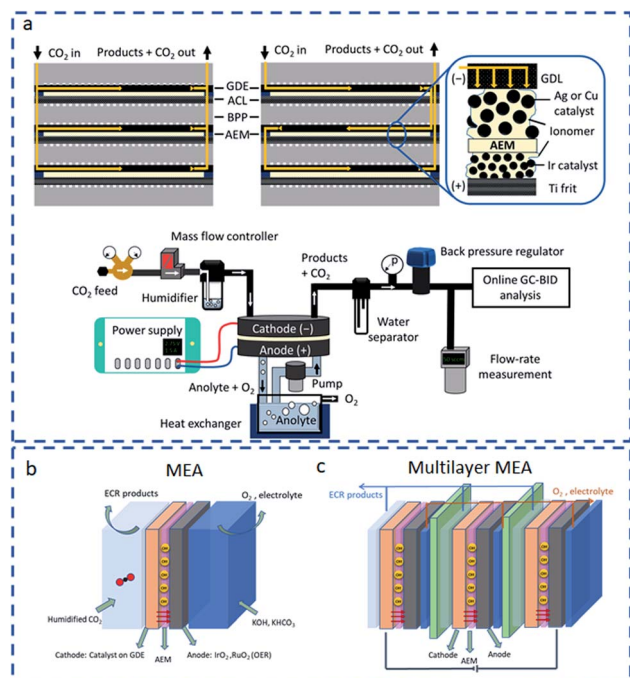 a
CO₂ in
Products + CO₂ out
CO₂ in
Products + CO₂ out
GDE
ACL
BPP
AEM
(−)
GDL
Ag or Cu
catalyst
Ionomer
AEM
Ir catalyst
(+)
Ti frit
Mass flow controller
CO₂ feed
Humidifier
Products
+ CO₂
P
Back pressure regulator
Online GC-BID
analysis
Water
separator
Flow-rate
measurement
Power supply
Cathode (−)
Anode (+)
Anolyte + O₂
Pump
O₂
Anolyte
Heat exchanger
b
MEA
ECR products
O₂ , electrolyte
Humidified CO₂
KOH, KHCO₃
Cathode: Catalyst on GDE
AEM
Anode: IrO₂,RuO₂ (OER)
c
Multilayer MEA
ECR products
O₂ , electrolyte
Cathode
AEM
Anode